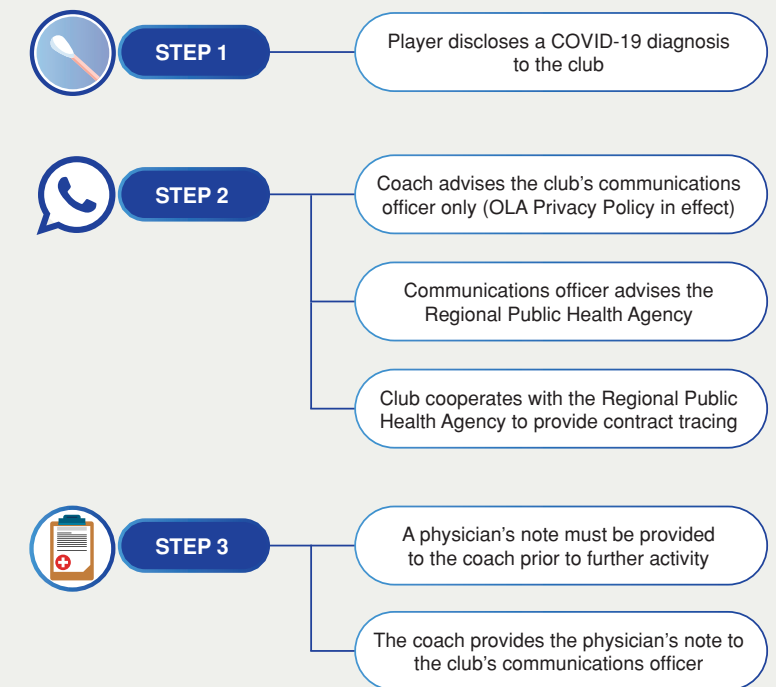 STEP 1
Player discloses a COVID-19 diagnosis
to the club
STEP 2
Coach advises the club's communications
officer only (OLA Privacy Policy in effect)
Communications officer advises the
Regional Public Health Agency
Club cooperates with the Regional Public
Health Agency to provide contract tracing
STEP 3
A physician's note must be provided
to the coach prior to further activity
The coach provides the physician's note to
the club's communications officer